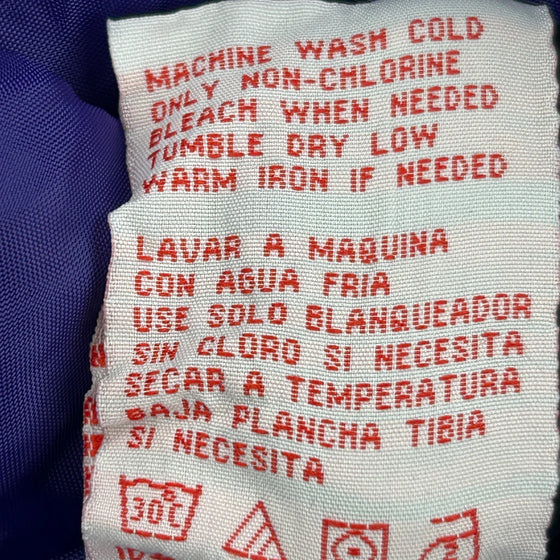 MACHINE WASH COLD
ONLY NON-CHLORINE
BLEACH WHEN NEEDED
TUMBLE DRY LOW
WARM IRON IF NEEDED
LAVAR A MAQUINA
CON AGUA FRIA
USE SOLO BLANQUEADOR
SIN CLORO SI NECESITA
SECAR A TEMPERATURA
BAJA PLANCHA TIBIA
SI NECESITA
30°C